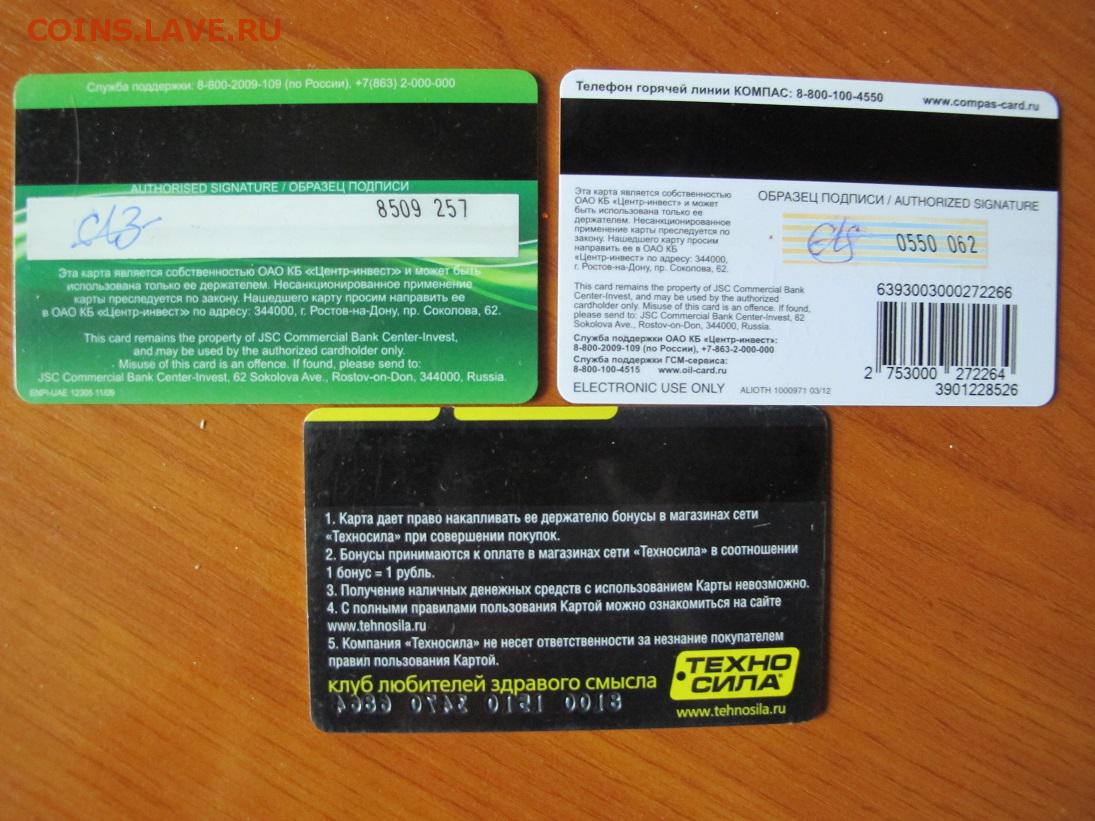 COINS.LAVE.RU
Служба поддержки: 8-800-2009-109 (по России), +7(863) 2-000-000
AUTHORISED SIGNATURE / ОБРАЗЕЦ ПОДПИСИ
8509 257
Эта карта является собственностью ОАО КБ «Центр-инвест» и может быть
использована только ее держателем. Несанкционированное применение
карты преследуется по закону. Нашедшего карту просим направить ее
в ОАО КБ «Центр-инвест» по адресу: 344000, г. Ростов-на-Дону, пр. Соколова, 62.
This card remains the property of JSC Commercial Bank Center-Invest,
and may be used by the authorized cardholder only.
Misuse of this card is an offence. If found, please send to:
JSC Commercial Bank Center-Invest, 62 Sokolova Ave., Rostov-on-Don, 344000, Russia
ENPI-UAE 12305 11/09
Телефон горячей линии КОМПАС: 8-800-100-4550
www.compas-card.ru
Эта карта является собственностью
ОАО КБ «Центр-инвест» и может
быть использована только ее
держателем. Несанкционированное
применение карты преследуется по
закону. Нашедшего карту просим
направить ее в ОАО КБ
«Центр-инвест» по адресу: 344000,
г. Ростов-на-Дону, пр. Соколова, 62.
ОБРАЗЕЦ ПОДПИСИ / AUTHORIZED SIGNATURE
0550 062
This card remains the property of JSC Commercial Bank
Center-Invest, and may be used by the authorized
cardholder only. Misuse of this card is an offence. If found,
please send to: JSC Commercial Bank Center-Invest, 62
Sokolova Ave., Rostov-on-Don, 344000, Russia.
Служба поддержки ОАО КБ «Центр-инвест»:
8-800-2009-109 (по России), +7-863-2-000-000
Служба поддержки ГСМ-сервиса:
8-800-100-4515 www.oil-card.ru
ELECTRONIC USE ONLY
ALIOTH 1000971 03/12
6393003000272266
2 753000 272264
3901228526
1. Карта дает право накапливать ее держателю бонусы в магазинах сети
«Техносила» при совершении покупок.
2. Бонусы принимаются к оплате в магазинах сети «Техносила» в соотношении
1 бонус = 1 рубль.
3. Получение наличных денежных средств с использованием Карты невозможно.
4. С полными правилами пользования Картой можно ознакомиться на сайте
www.tehnosila.ru
5. Компания «Техносила» не несет ответственности за незнание покупателем
правил пользования Картой.
клуб любителей здравого смысла
ТЕХНО
СИЛА
www.tehnosila.ru